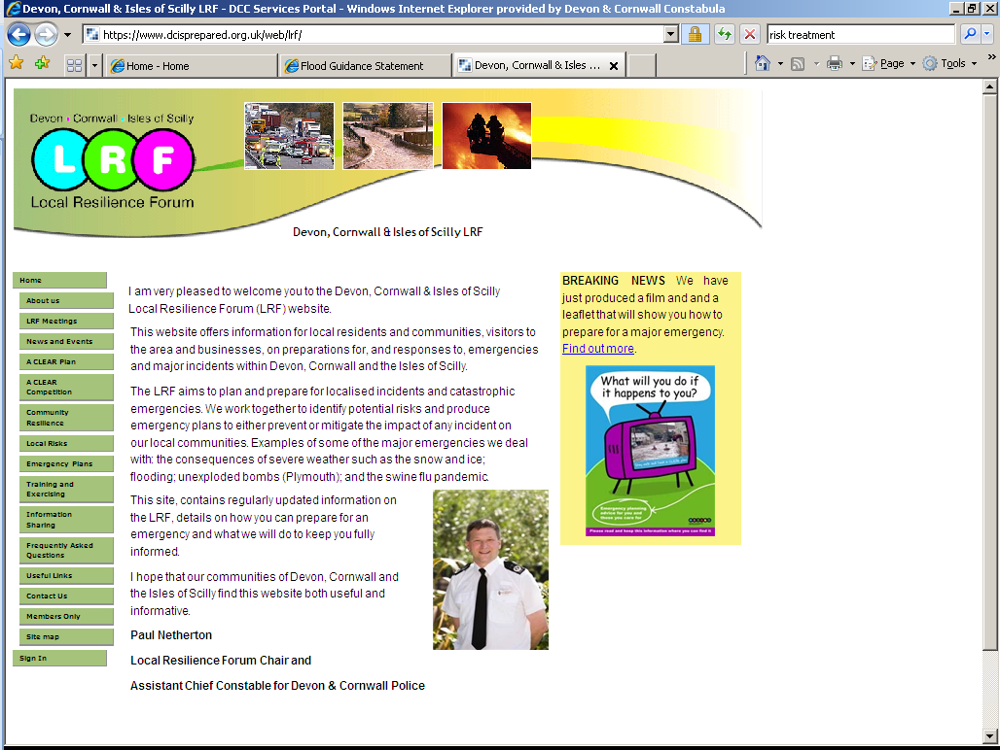 Devon, Cornwall & Isles of Scilly LRF - DCC Services Portal - Windows Internet Explorer provided by Devon & Cornwall Constabula
https://www.dcisprepared.org.uk/web/lrf/
risk treatment
Home - Home
Flood Guidance Statement
Devon, Cornwall & Isles ...
Page
Tools
Devon · Cornwall · Isles of Scilly
LRF
Local Resilience Forum
Devon, Cornwall & Isles of Scilly LRF
Home
About us
LRF Meetings
News and Events
A CLEAR Plan
A CLEAR
Competition
Community
Resilience
Local Risks
Emergency Plans
Training and
Exercising
Information
Sharing
Frequently Asked
Questions
Useful Links
Contact Us
Members Only
Site map
Sign In
I am very pleased to welcome you to the Devon, Cornwall & Isles of Scilly
Local Resilience Forum (LRF) website.
This website offers information for local residents and communities, visitors to
the area and businesses, on preparations for, and responses to, emergencies
and major incidents within Devon, Cornwall and the Isles of Scilly.
The LRF aims to plan and prepare for localised incidents and catastrophic
emergencies. We work together to identify potential risks and produce
emergency plans to either prevent or mitigate the impact of any incident on
our local communities. Examples of some of the major emergencies we deal
with: the consequences of severe weather such as the snow and ice;
flooding; unexploded bombs (Plymouth); and the swine flu pandemic.
This site, contains regularly updated information on
the LRF, details on how you can prepare for an
emergency and what we will do to keep you fully
informed.
I hope that our communities of Devon, Cornwall and
the Isles of Scilly find this website both useful and
informative.
Paul Netherton
Local Resilience Forum Chair and
Assistant Chief Constable for Devon & Cornwall Police
BREAKING NEWS We have
just produced a film and and a
leaflet that will show you how to
prepare for a major emergency.
Find out more.
What will you do if
it happens to you?
Emergency planning
advice for you and
those you care for
Please read and keep this information where you can find it